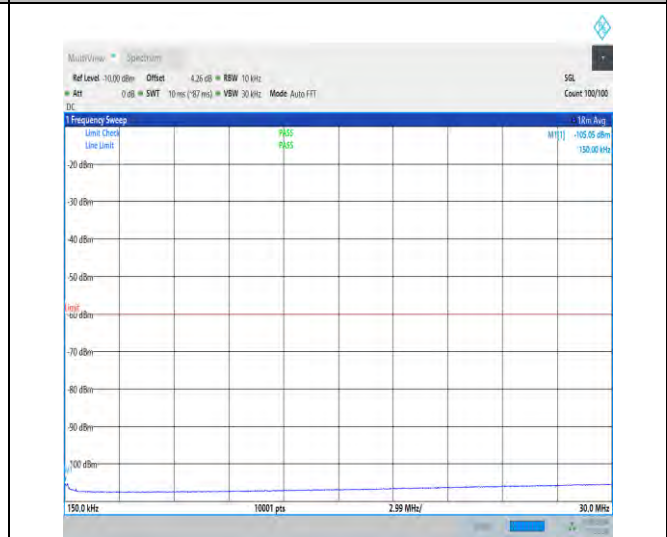 MultiView Spectrum
Ref Level -10.00 dBm Offset 4.26 dB RBW 10 kHz SGL
Att 0 dB SWT 10 ms (~87 ms) VBW 30 kHz Mode Auto FFT Count 100/100
DC
1 Frequency Sweep 1Rm Avg
Limit Check PASS M1[1] -105.05 dBm
Line Limit PASS 150.00 kHz
-20 dBm
-30 dBm
-40 dBm
-50 dBm
Limit
-60 dBm
-70 dBm
-80 dBm
-90 dBm
-100 dBm
M1
150.0 kHz 10001 pts 2.99 MHz/ 30.0 MHz